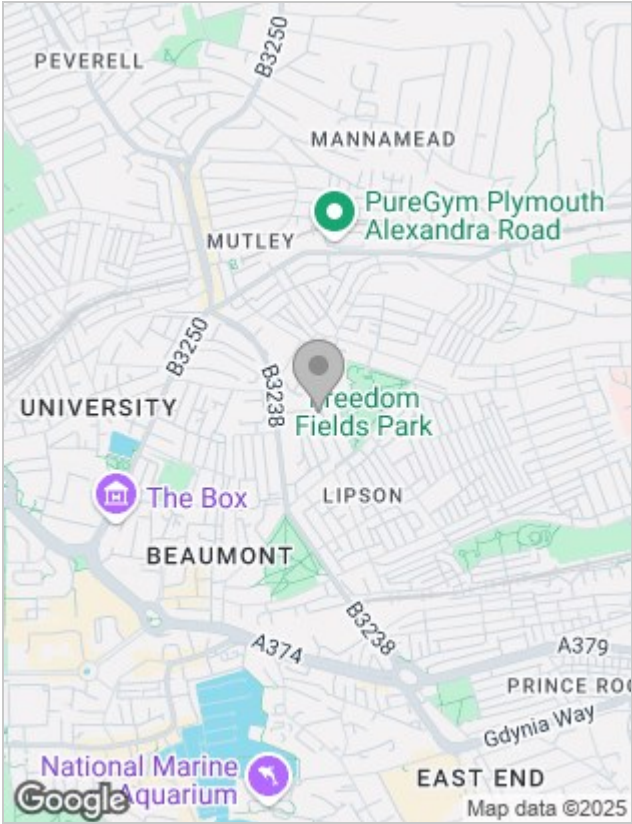 B3250
PEVERELL
MANNAMEAD
PureGym Plymouth
Alexandra Road
MUTLEY
B3250
B3238
UNIVERSITY
Freedom
Fields Park
The Box
LIPSON
BEAUMONT
B3238
A374
A379
PRINCE ROC
Gdynia Way
National Marine
Aquarium
EAST END
Google
Map data ©2025